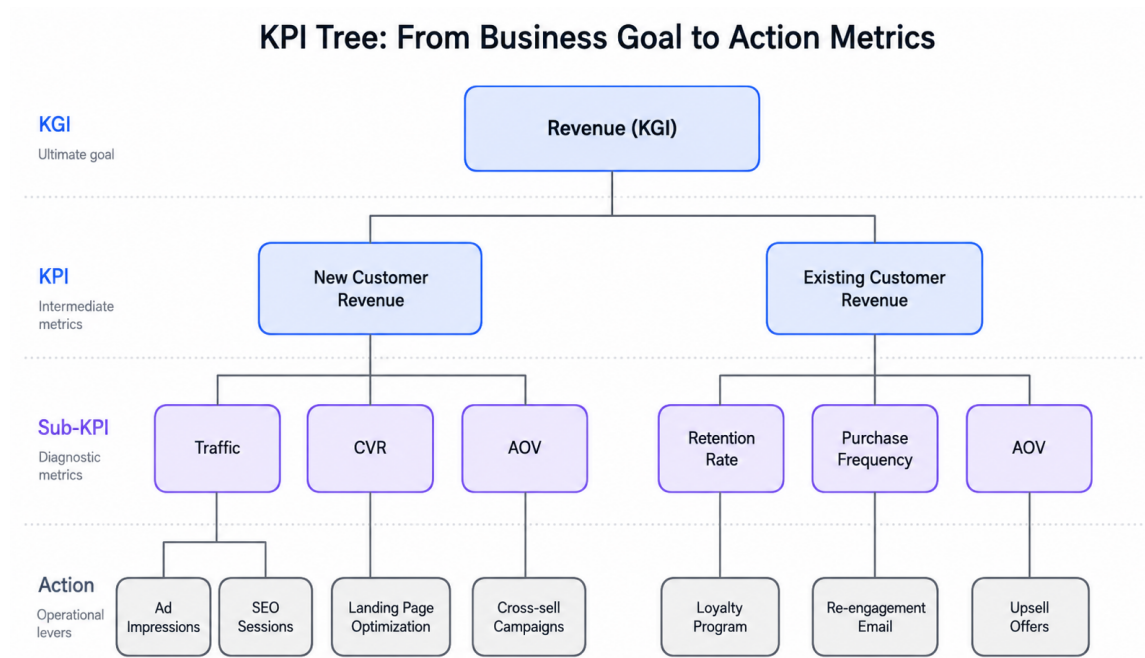 KPI Tree: From Business Goal to Action Metrics
KGI
Ultimate goal
Revenue (KGI)
KPI
Intermediate
metrics
New Customer
Revenue
Existing Customer
Revenue
Sub-KPI
Diagnostic
metrics
Traffic
CVR
AOV
Retention
Rate
Purchase
Frequency
AOV
Action
Operational
levers
Ad
Impressions
SEO
Sessions
Landing Page
Optimization
Cross-sell
Campaigns
Loyalty
Program
Re-engagement
Email
Upsell
Offers